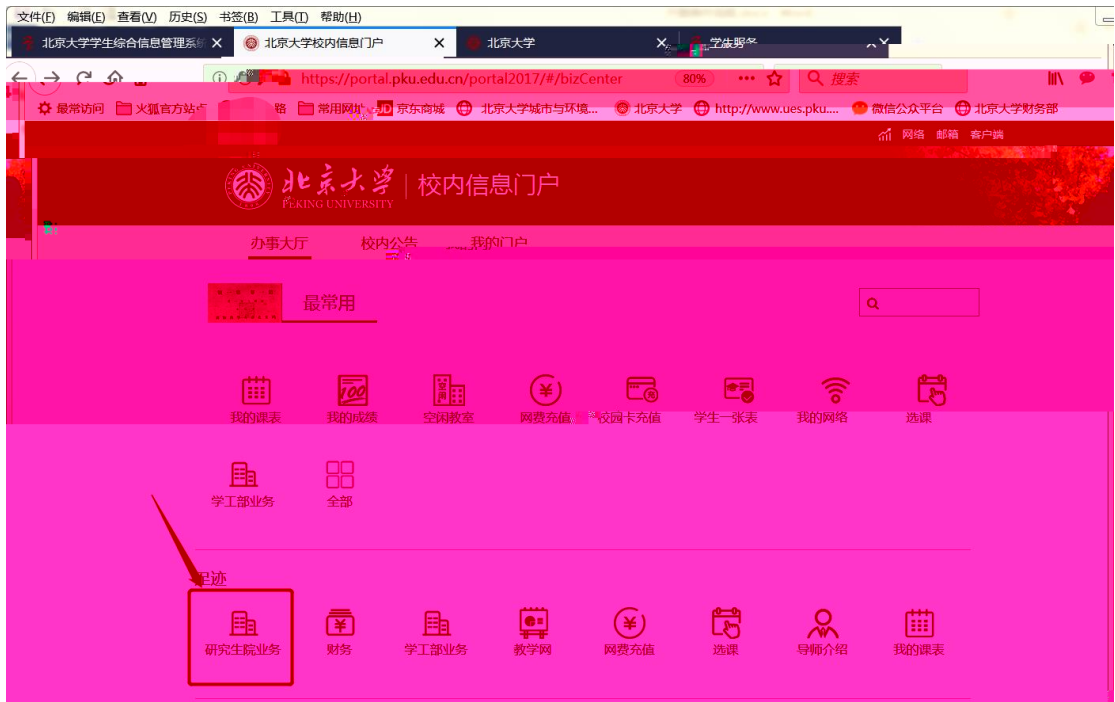 文件(F) 编辑(E) 查看(V) 历史(S) 书签(B) 工具(T) 帮助(H)
北京大学学生综合信息管理系统 北京大学校内信息门户 北京大学
https://portal.pku.edu.cn/portal2017/#/bizCenter 80% 搜索
最常访问 火狐官方站点 常用网址 JD 京东商城 北京大学城市与环境... 北京大学 http://www.ues.pku.... 微信公众平台 北京大学财务部
网络 邮箱 客户端
北京大学 校内信息门户
PEKING UNIVERSITY
办事大厅 校内公告 我的门户
最常用
我的课表 我的成绩 空闲教室 网费充值 校园卡充值 学生一张表 我的网络 选课
学工部业务 全部
足迹
研究生院业务 财务 学工部业务 教学网 网费充值 选课 导师介绍 我的课表